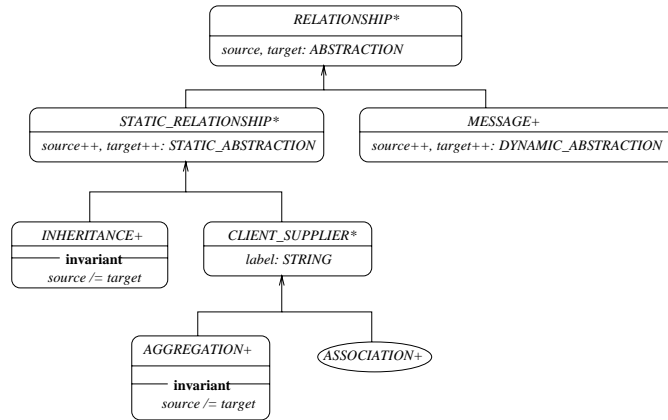 RELATIONSHIP*
source, target: ABSTRACTION
STATIC_RELATIONSHIP*
source++, target++: STATIC_ABSTRACTION
MESSAGE+
source++, target++: DYNAMIC_ABSTRACTION
INHERITANCE+
invariant
source /= target
CLIENT_SUPPLIER*
label: STRING
AGGREGATION+
invariant
source /= target
ASSOCIATION+